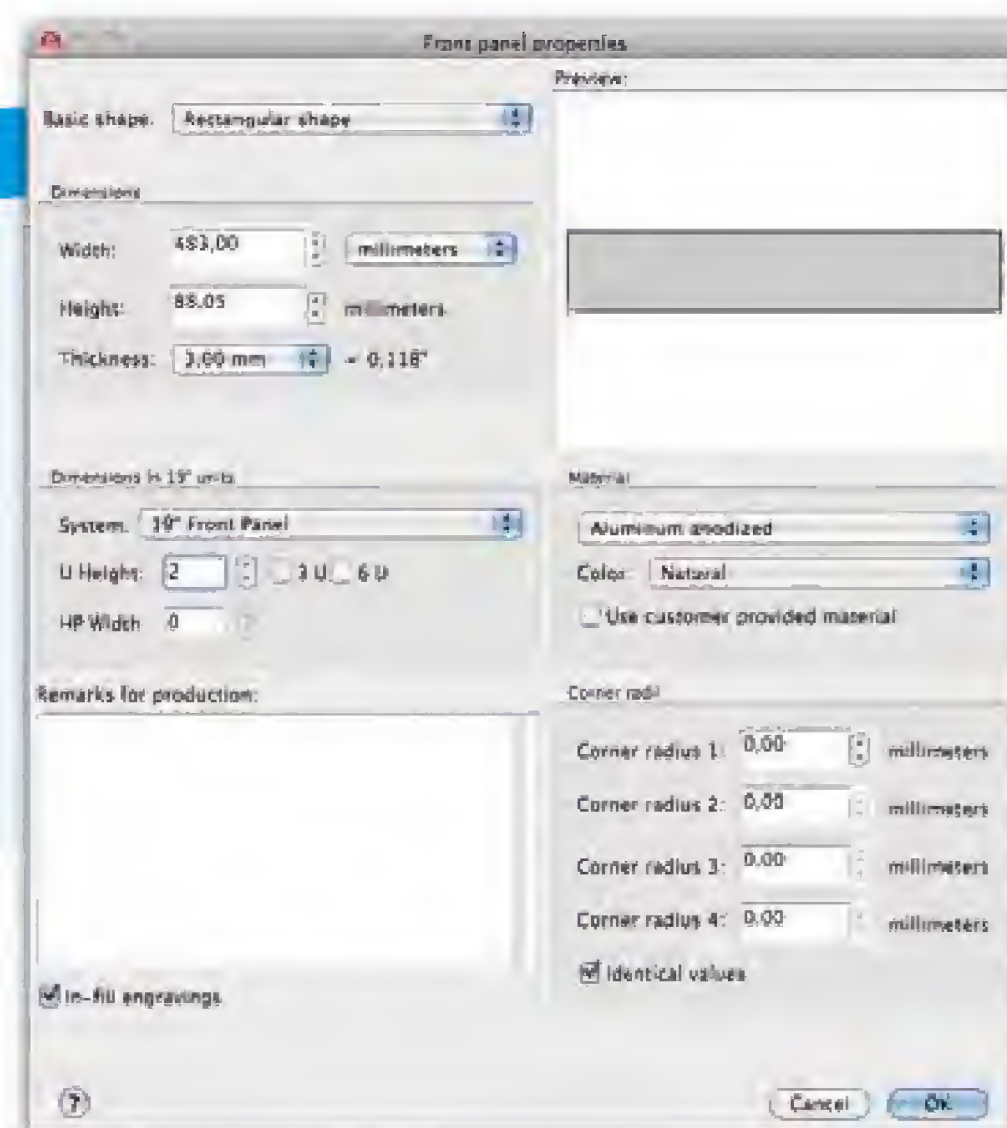 Front panel properties
Basic shape: Rectangular shape
Preview:
Dimensions
Width: 483,00 millimeters
Height: 88,05 millimeters
Thickness: 3,00 mm = 0,118"
Dimensions in 19" units
System: 19" Front Panel
U Height: 2 3 U 6 U
HP Width 0
Material
Aluminum anodized
Color: Natural
Use customer provided material
Remarks for production:
In-fill engravings
Corner radii
Corner radius 1: 0,00 millimeters
Corner radius 2: 0,00 millimeters
Corner radius 3: 0,00 millimeters
Corner radius 4: 0,00 millimeters
Identical values
?
Cancel OK